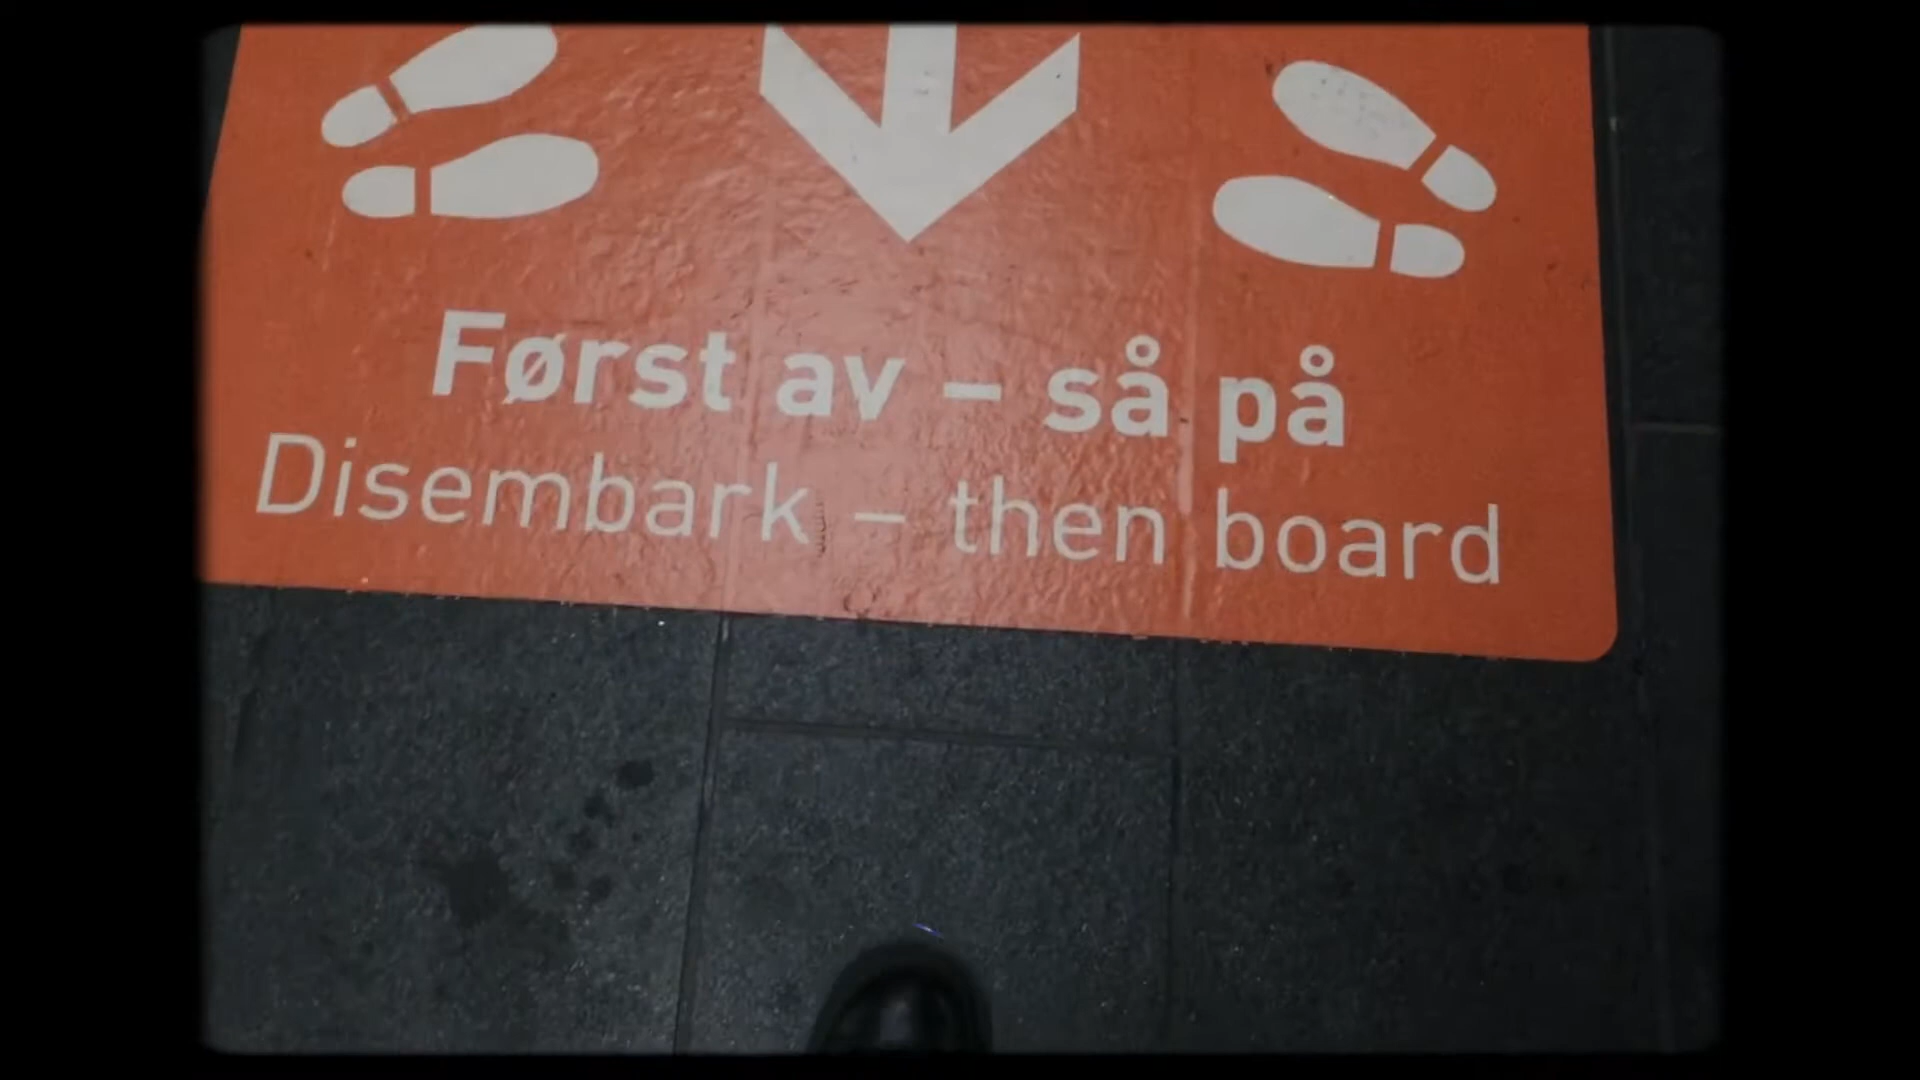 Først av – så på
Disembark – then board